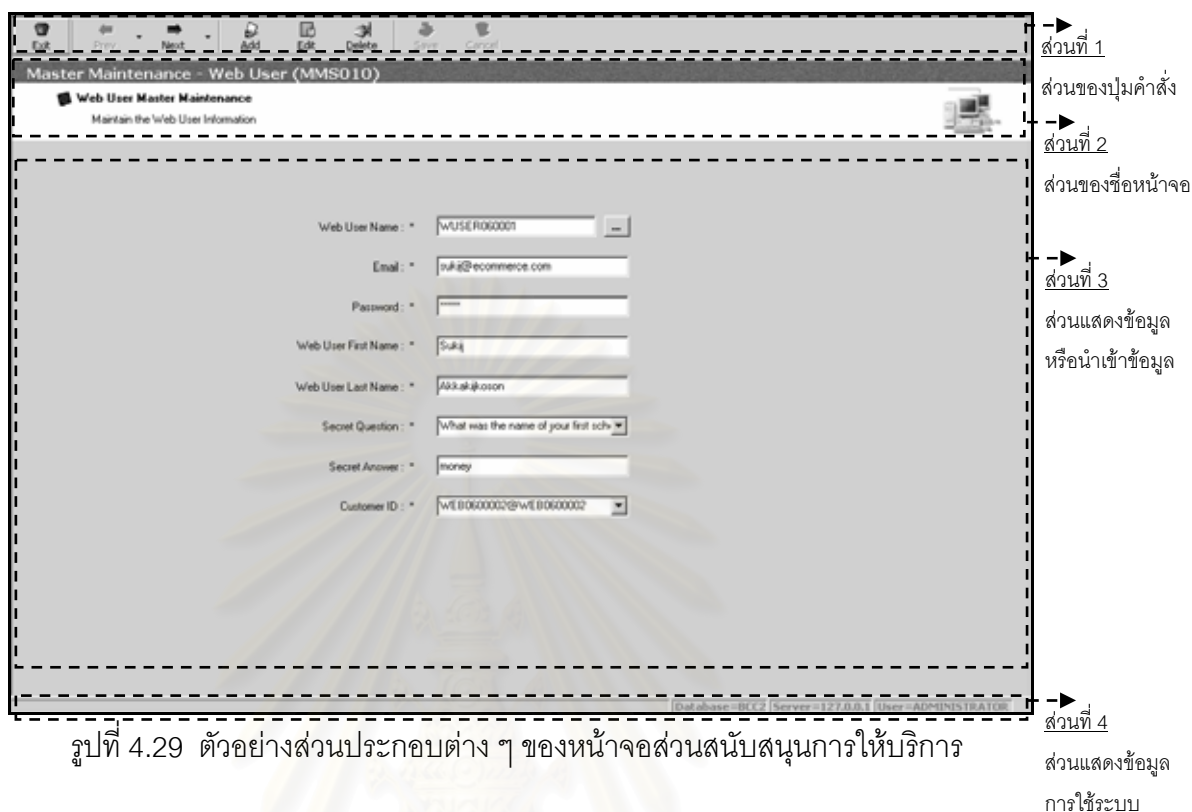 Exit Prev Next Add Edit Delete Save Cancel
ส่วนที่ 1
ส่วนของปุ่มคำสั่ง
Master Maintenance - Web User (MMS010)
Web User Master Maintenance
Maintain the Web User Information
ส่วนที่ 2
ส่วนของชื่อหน้าจอ
Web User Name : * WUSER060001 ...
Email : * sukij@ecommerce.com
Password : *
ส่วนที่ 3
ส่วนแสดงข้อมูล
หรือนำเข้าข้อมูล
Web User First Name : * Sukij
Web User Last Name : * Akkakijkoson
Secret Question : * What was the name of your first scho
Secret Answer : * money
Customer ID : * WEB0600002@WEB0600002
Database=BCC2 Server=127.0.0.1 User=ADMINISTRATOR
ส่วนที่ 4
ส่วนแสดงข้อมูล
การใช้ระบบ
รูปที่ 4.29 ตัวอย่างส่วนประกอบต่าง ๆ ของหน้าจอส่วนสนับสนุนการให้บริการ